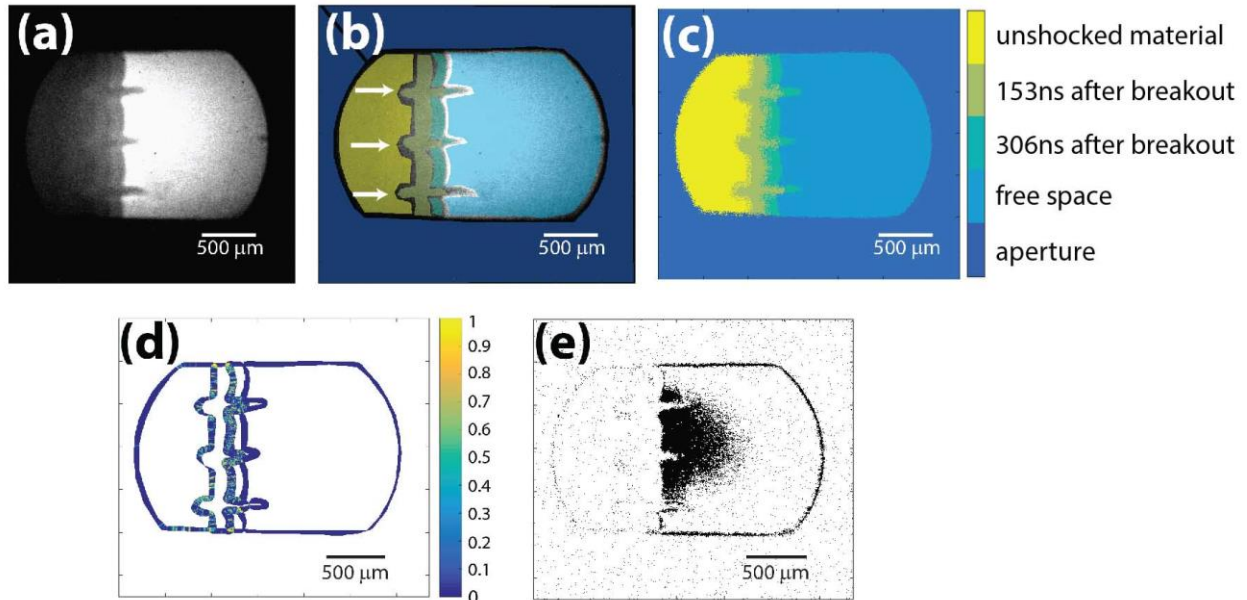 (a)
500 μm
(b)
500 μm
(c)
500 μm
unshocked material
153ns after breakout
306ns after breakout
free space
aperture
(d)
500 μm
1
0.9
0.8
0.7
0.6
0.5
0.4
0.3
0.2
0.1
0
(e)
500 μm